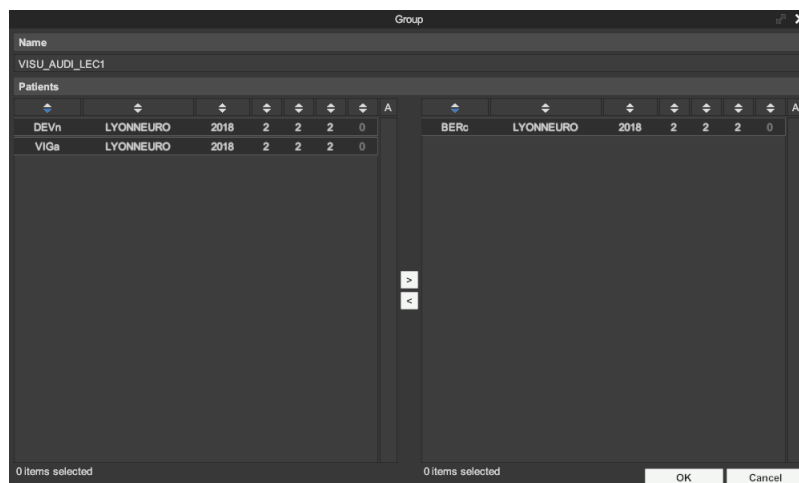 Group
Name
VISU_AUDI_LEC1
Patients
A
A
DEVn LYONNEURO 2018 2 2 2 0
BERc LYONNEURO 2018 2 2 2 0
VIGa LYONNEURO 2018 2 2 2 0
>
<
0 items selected
0 items selected
OK
Cancel